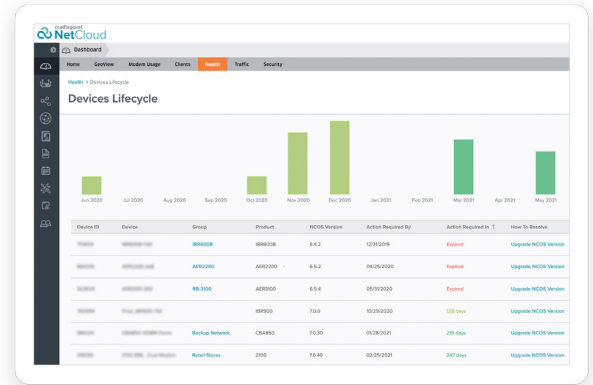 cradlepoint
NetCloud
Dashboard
Home GeoView Modem Usage Clients Health Traffic Security
Health > Devices Lifecycle
Devices Lifecycle
Jun 2020 Jul 2020 Aug 2020 Sep 2020 Oct 2020 Nov 2020 Dec 2020 Jan 2021 Feb 2021 Mar 2021 Apr 2021 May 2021
Device ID Device Group Product NCOS Version Action Required By Action Required In ↑ How To Resolve
IBR600B IBR600B 6.4.2 12/31/2019 Expired Upgrade NCOS Version
AER2200 AER2200 6.5.2 04/25/2020 Expired Upgrade NCOS Version
RB-3100 AER3100 6.5.4 05/31/2020 Expired Upgrade NCOS Version
IBR900 7.0.0 10/29/2020 128 days Upgrade NCOS Version
Backup Network CBA850 7.0.30 01/28/2021 219 days Upgrade NCOS Version
Retail Stores 2100 7.0.40 02/25/2021 247 days Upgrade NCOS Version